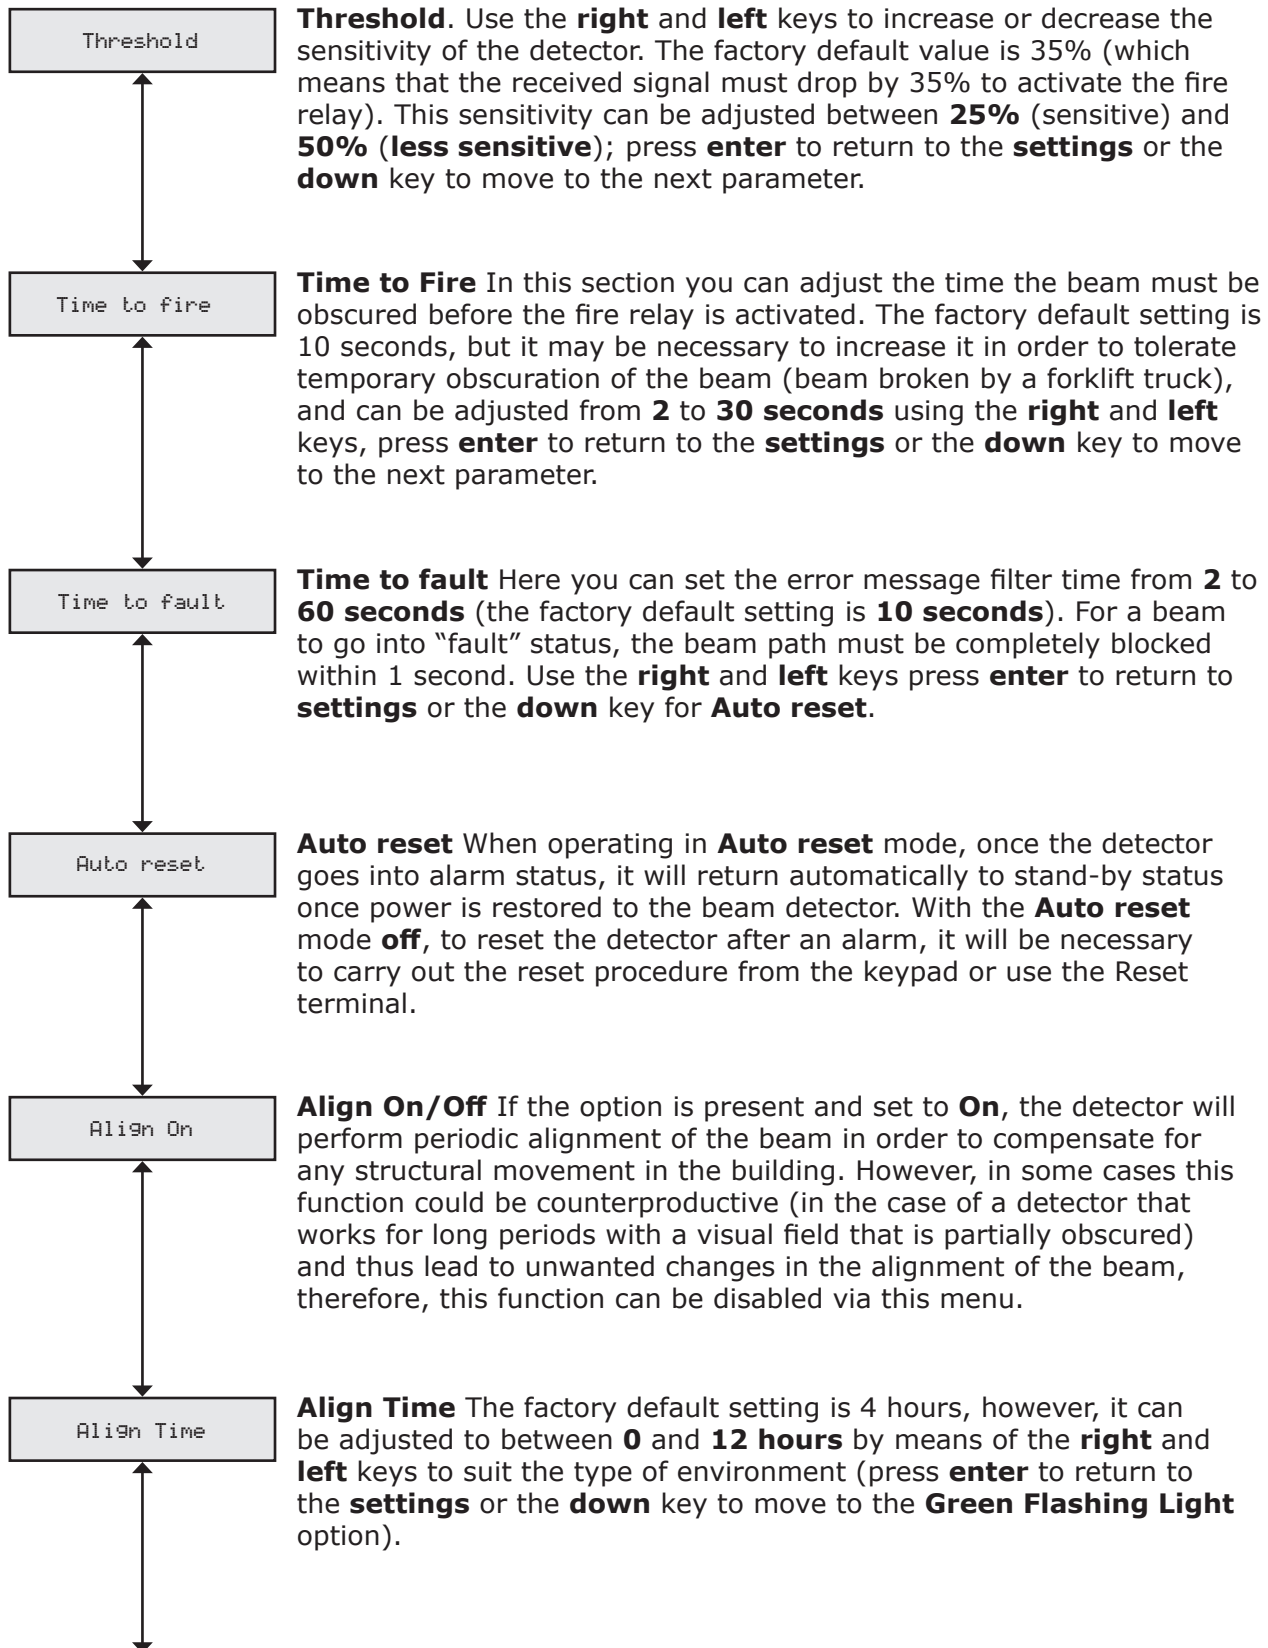 Threshold
Threshold. Use the right and left keys to increase or decrease the
sensitivity of the detector. The factory default value is 35% (which
means that the received signal must drop by 35% to activate the fire
relay). This sensitivity can be adjusted between 25% (sensitive) and
50% (less sensitive); press enter to return to the settings or the
down key to move to the next parameter.
Time to fire
Time to Fire In this section you can adjust the time the beam must be
obscured before the fire relay is activated. The factory default setting is
10 seconds, but it may be necessary to increase it in order to tolerate
temporary obscuration of the beam (beam broken by a forklift truck),
and can be adjusted from 2 to 30 seconds using the right and left
keys, press enter to return to the settings or the down key to move
to the next parameter.
Time to fault
Time to fault Here you can set the error message filter time from 2 to
60 seconds (the factory default setting is 10 seconds). For a beam
to go into “fault” status, the beam path must be completely blocked
within 1 second. Use the right and left keys press enter to return to
settings or the down key for Auto reset.
Auto reset
Auto reset When operating in Auto reset mode, once the detector
goes into alarm status, it will return automatically to stand-by status
once power is restored to the beam detector. With the Auto reset
mode off, to reset the detector after an alarm, it will be necessary
to carry out the reset procedure from the keypad or use the Reset
terminal.
Align On
Align On/Off If the option is present and set to On, the detector will
perform periodic alignment of the beam in order to compensate for
any structural movement in the building. However, in some cases this
function could be counterproductive (in the case of a detector that
works for long periods with a visual field that is partially obscured)
and thus lead to unwanted changes in the alignment of the beam,
therefore, this function can be disabled via this menu.
Align Time
Align Time The factory default setting is 4 hours, however, it can
be adjusted to between 0 and 12 hours by means of the right and
left keys to suit the type of environment (press enter to return to
the settings or the down key to move to the Green Flashing Light
option).